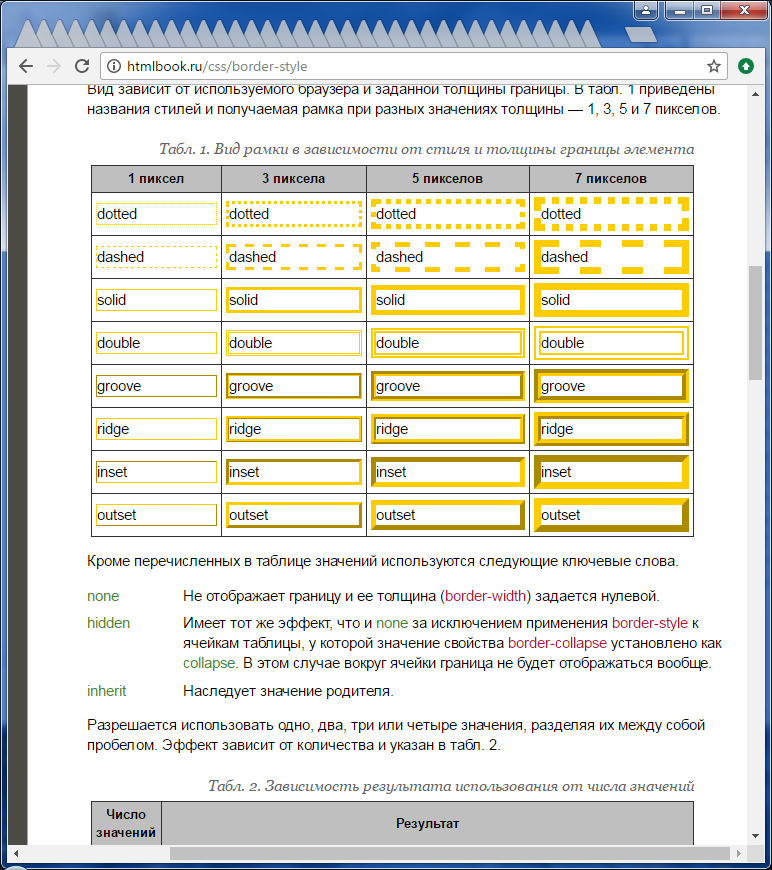 htmlbook.ru/css/border-style
Вид зависит от используемого браузера и заданной толщины границы. В табл. 1 приведены
названия стилей и получаемая рамка при разных значениях толщины — 1, 3, 5 и 7 пикселов.
Табл. 1. Вид рамки в зависимости от стиля и толщины границы элемента
1 пиксел 3 пиксела 5 пикселов 7 пикселов
dotted dotted dotted dotted
dashed dashed dashed dashed
solid solid solid solid
double double double double
groove groove groove groove
ridge ridge ridge ridge
inset inset inset inset
outset outset outset outset
Кроме перечисленных в таблице значений используются следующие ключевые слова.
none Не отображает границу и ее толщина (border-width) задается нулевой.
hidden Имеет тот же эффект, что и none за исключением применения border-style к
ячейкам таблицы, у которой значение свойства border-collapse установлено как
collapse. В этом случае вокруг ячейки граница не будет отображаться вообще.
inherit Наследует значение родителя.
Разрешается использовать одно, два, три или четыре значения, разделяя их между собой
пробелом. Эффект зависит от количества и указан в табл. 2.
Табл. 2. Зависимость результата использования от числа значений
Число
значений Результат